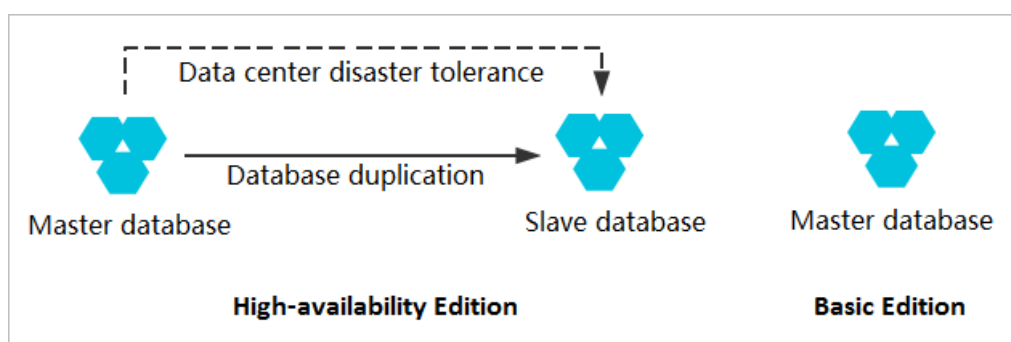 Data center disaster tolerance
Database duplication
Master database
Slave database
Master database
High-availability Edition
Basic Edition